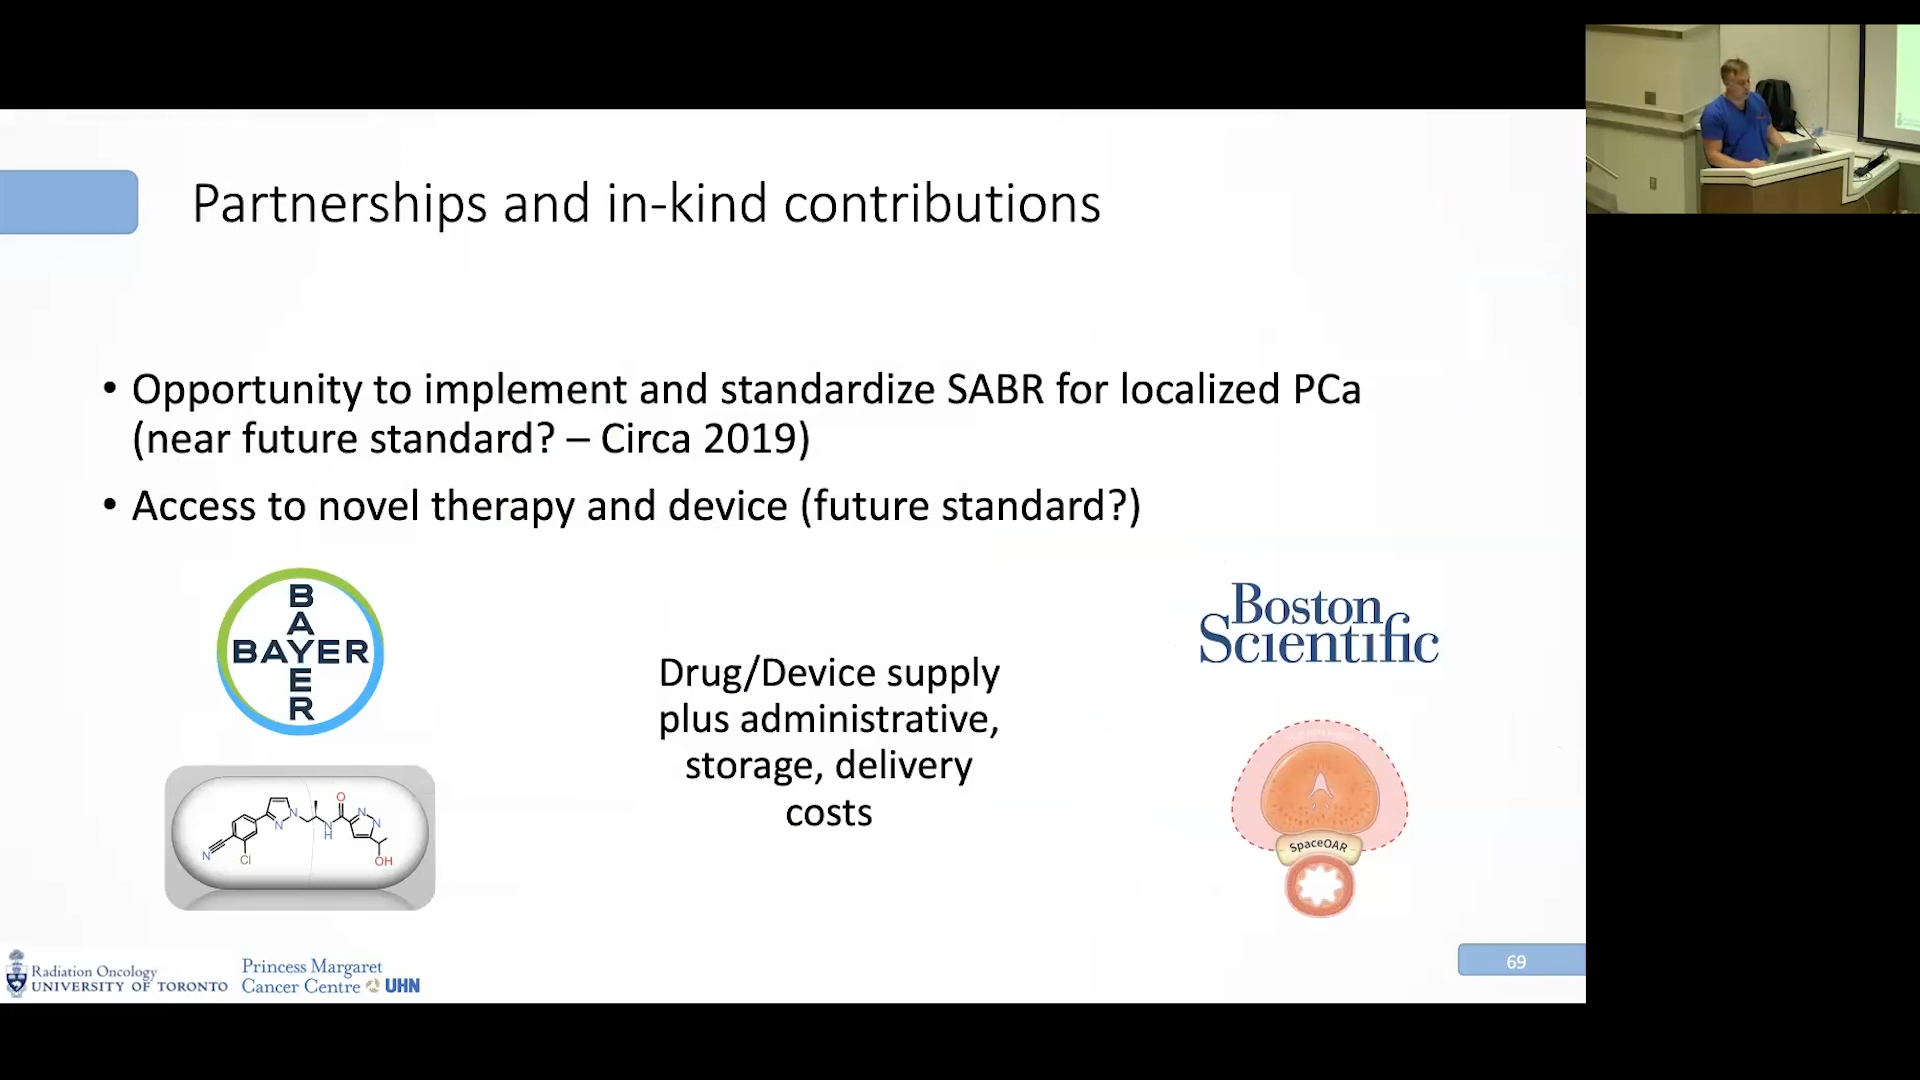 Partnerships and in-kind contributions
• Opportunity to implement and standardize SABR for localized PCa
(near future standard? – Circa 2019)
• Access to novel therapy and device (future standard?)
B
A
BAYER
E
R
Drug/Device supply
plus administrative,
storage, delivery
costs
Boston
Scientific
N
Cl
N
N
O
N
H
N
N
OH
SpaceOAR
Radiation Oncology
UNIVERSITY OF TORONTO
Princess Margaret
Cancer Centre UHN
69